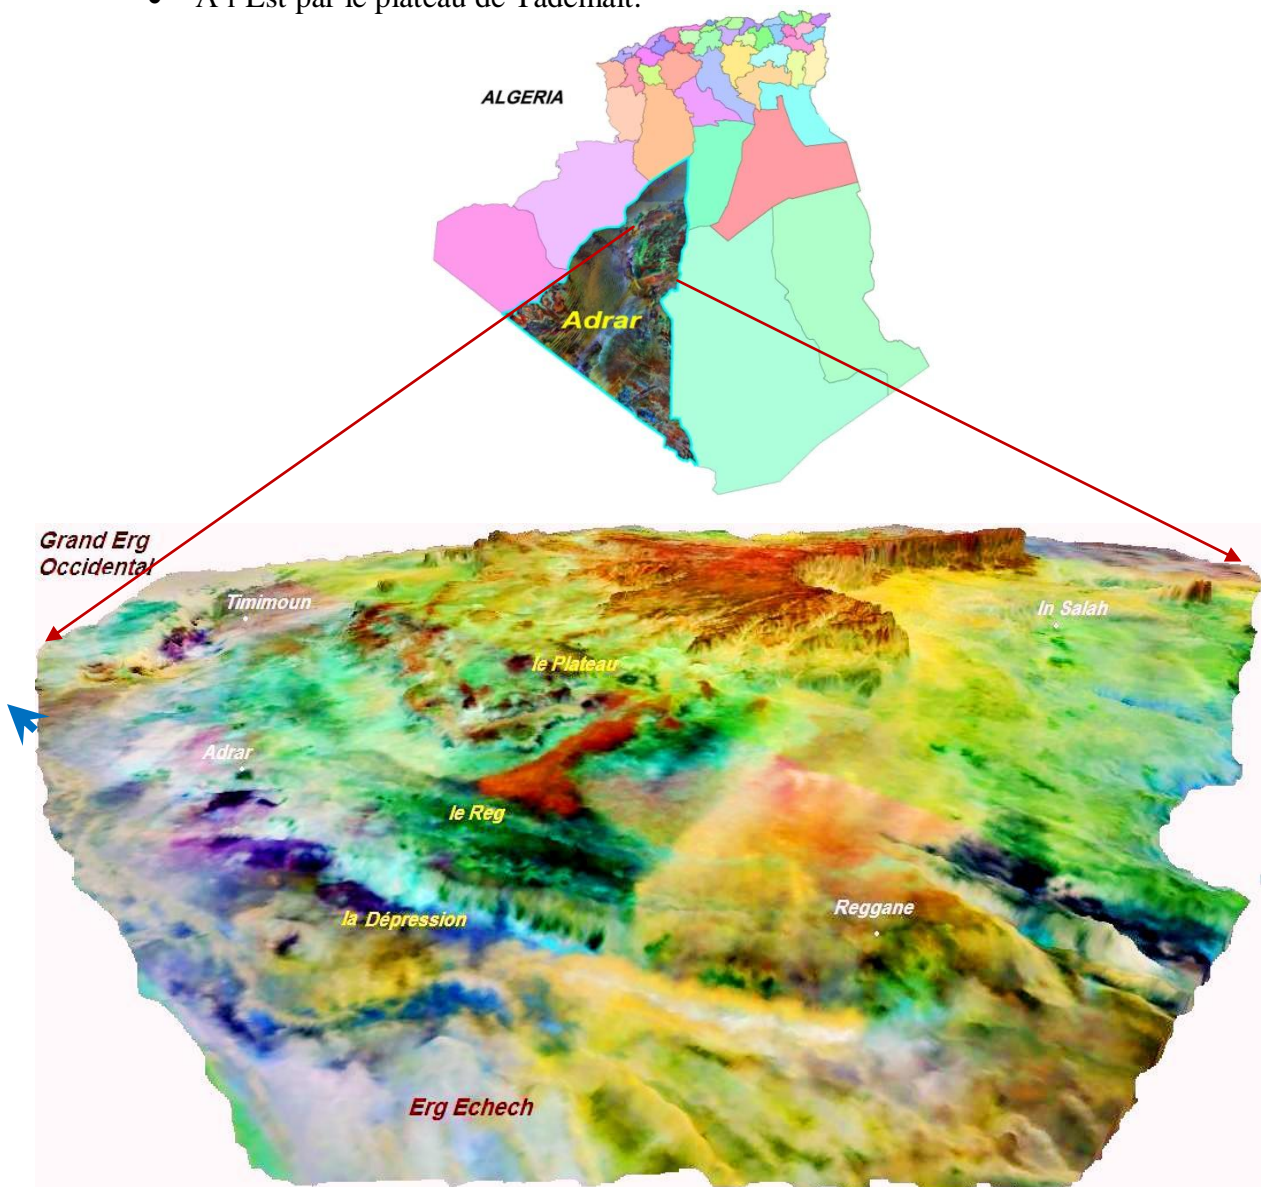 • A l'Est par le plateau de Tademaït.
ALGERIA
Adrar
Grand Erg
Occidental
Timimoun
In Salah
le Plateau
Adrar
le Reg
Reggane
la Dépression
Erg Echech